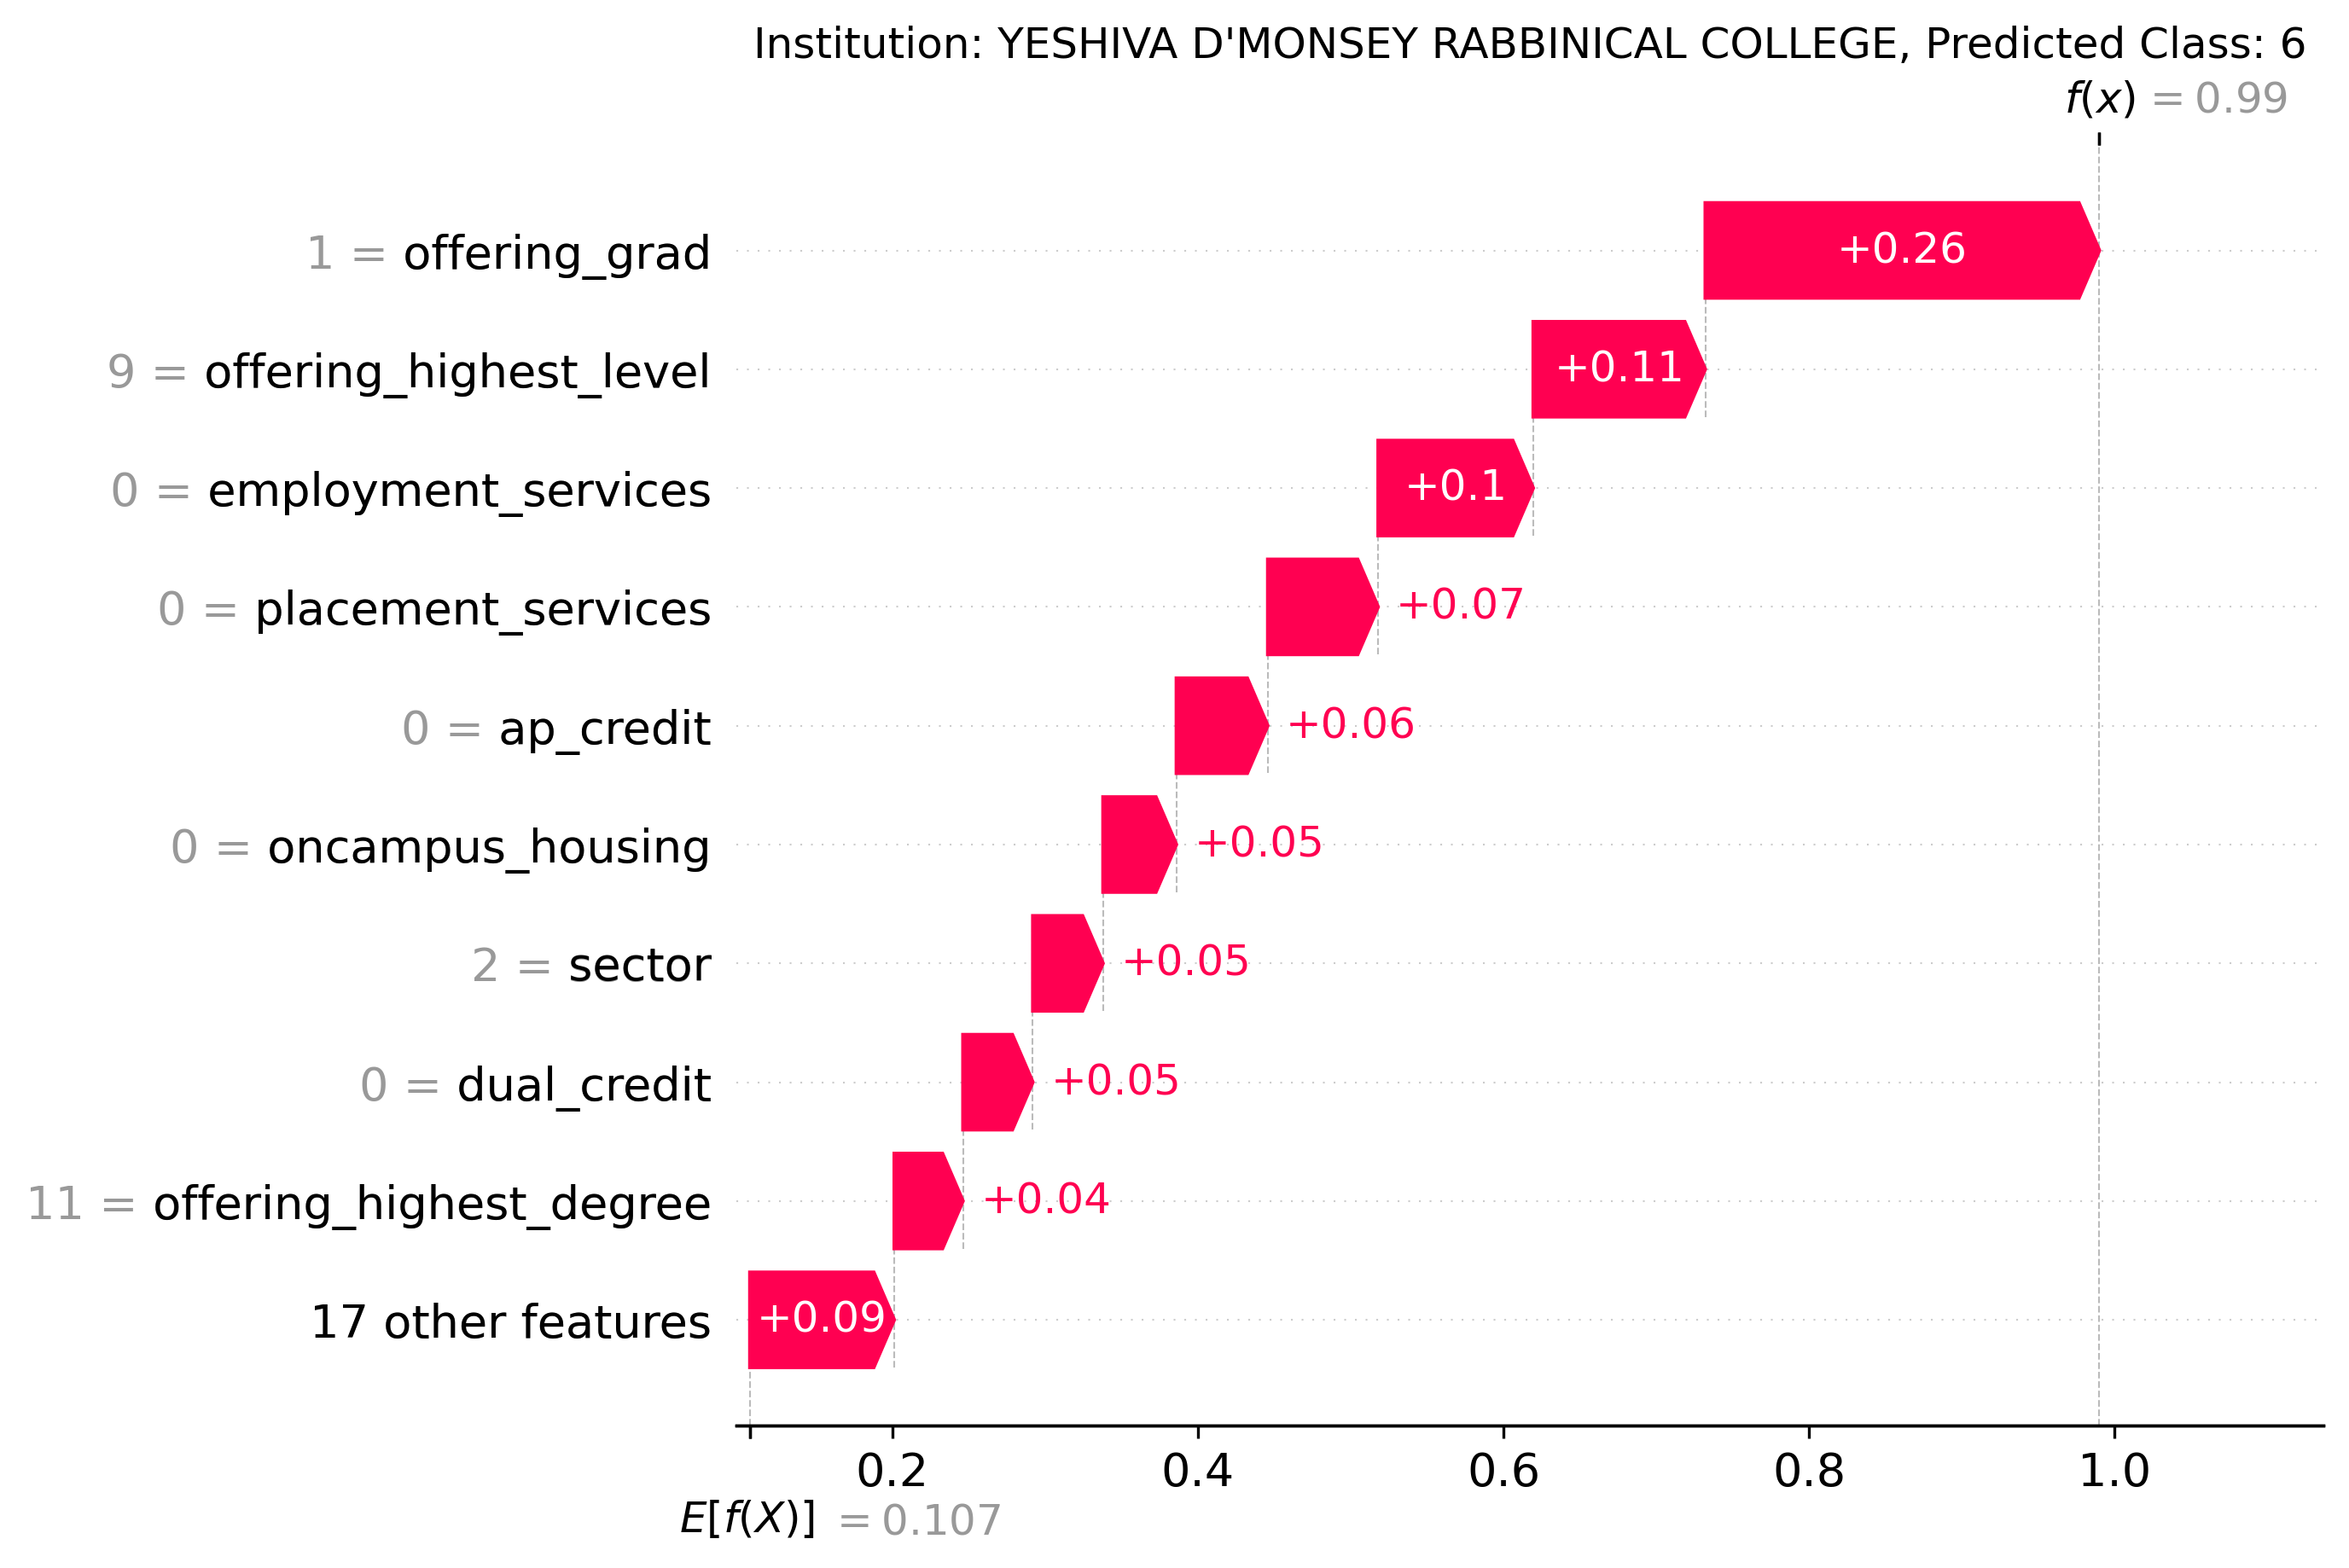 Institution: YESHIVA D'MONSEY RABBINICAL COLLEGE, Predicted Class: 6
f(x) = 0.99
1 = offering_grad +0.26
9 = offering_highest_level +0.11
0 = employment_services +0.1
0 = placement_services +0.07
0 = ap_credit +0.06
0 = oncampus_housing +0.05
2 = sector +0.05
0 = dual_credit +0.05
11 = offering_highest_degree +0.04
17 other features +0.09
0.2 0.4 0.6 0.8 1.0
E[f(X)] = 0.107